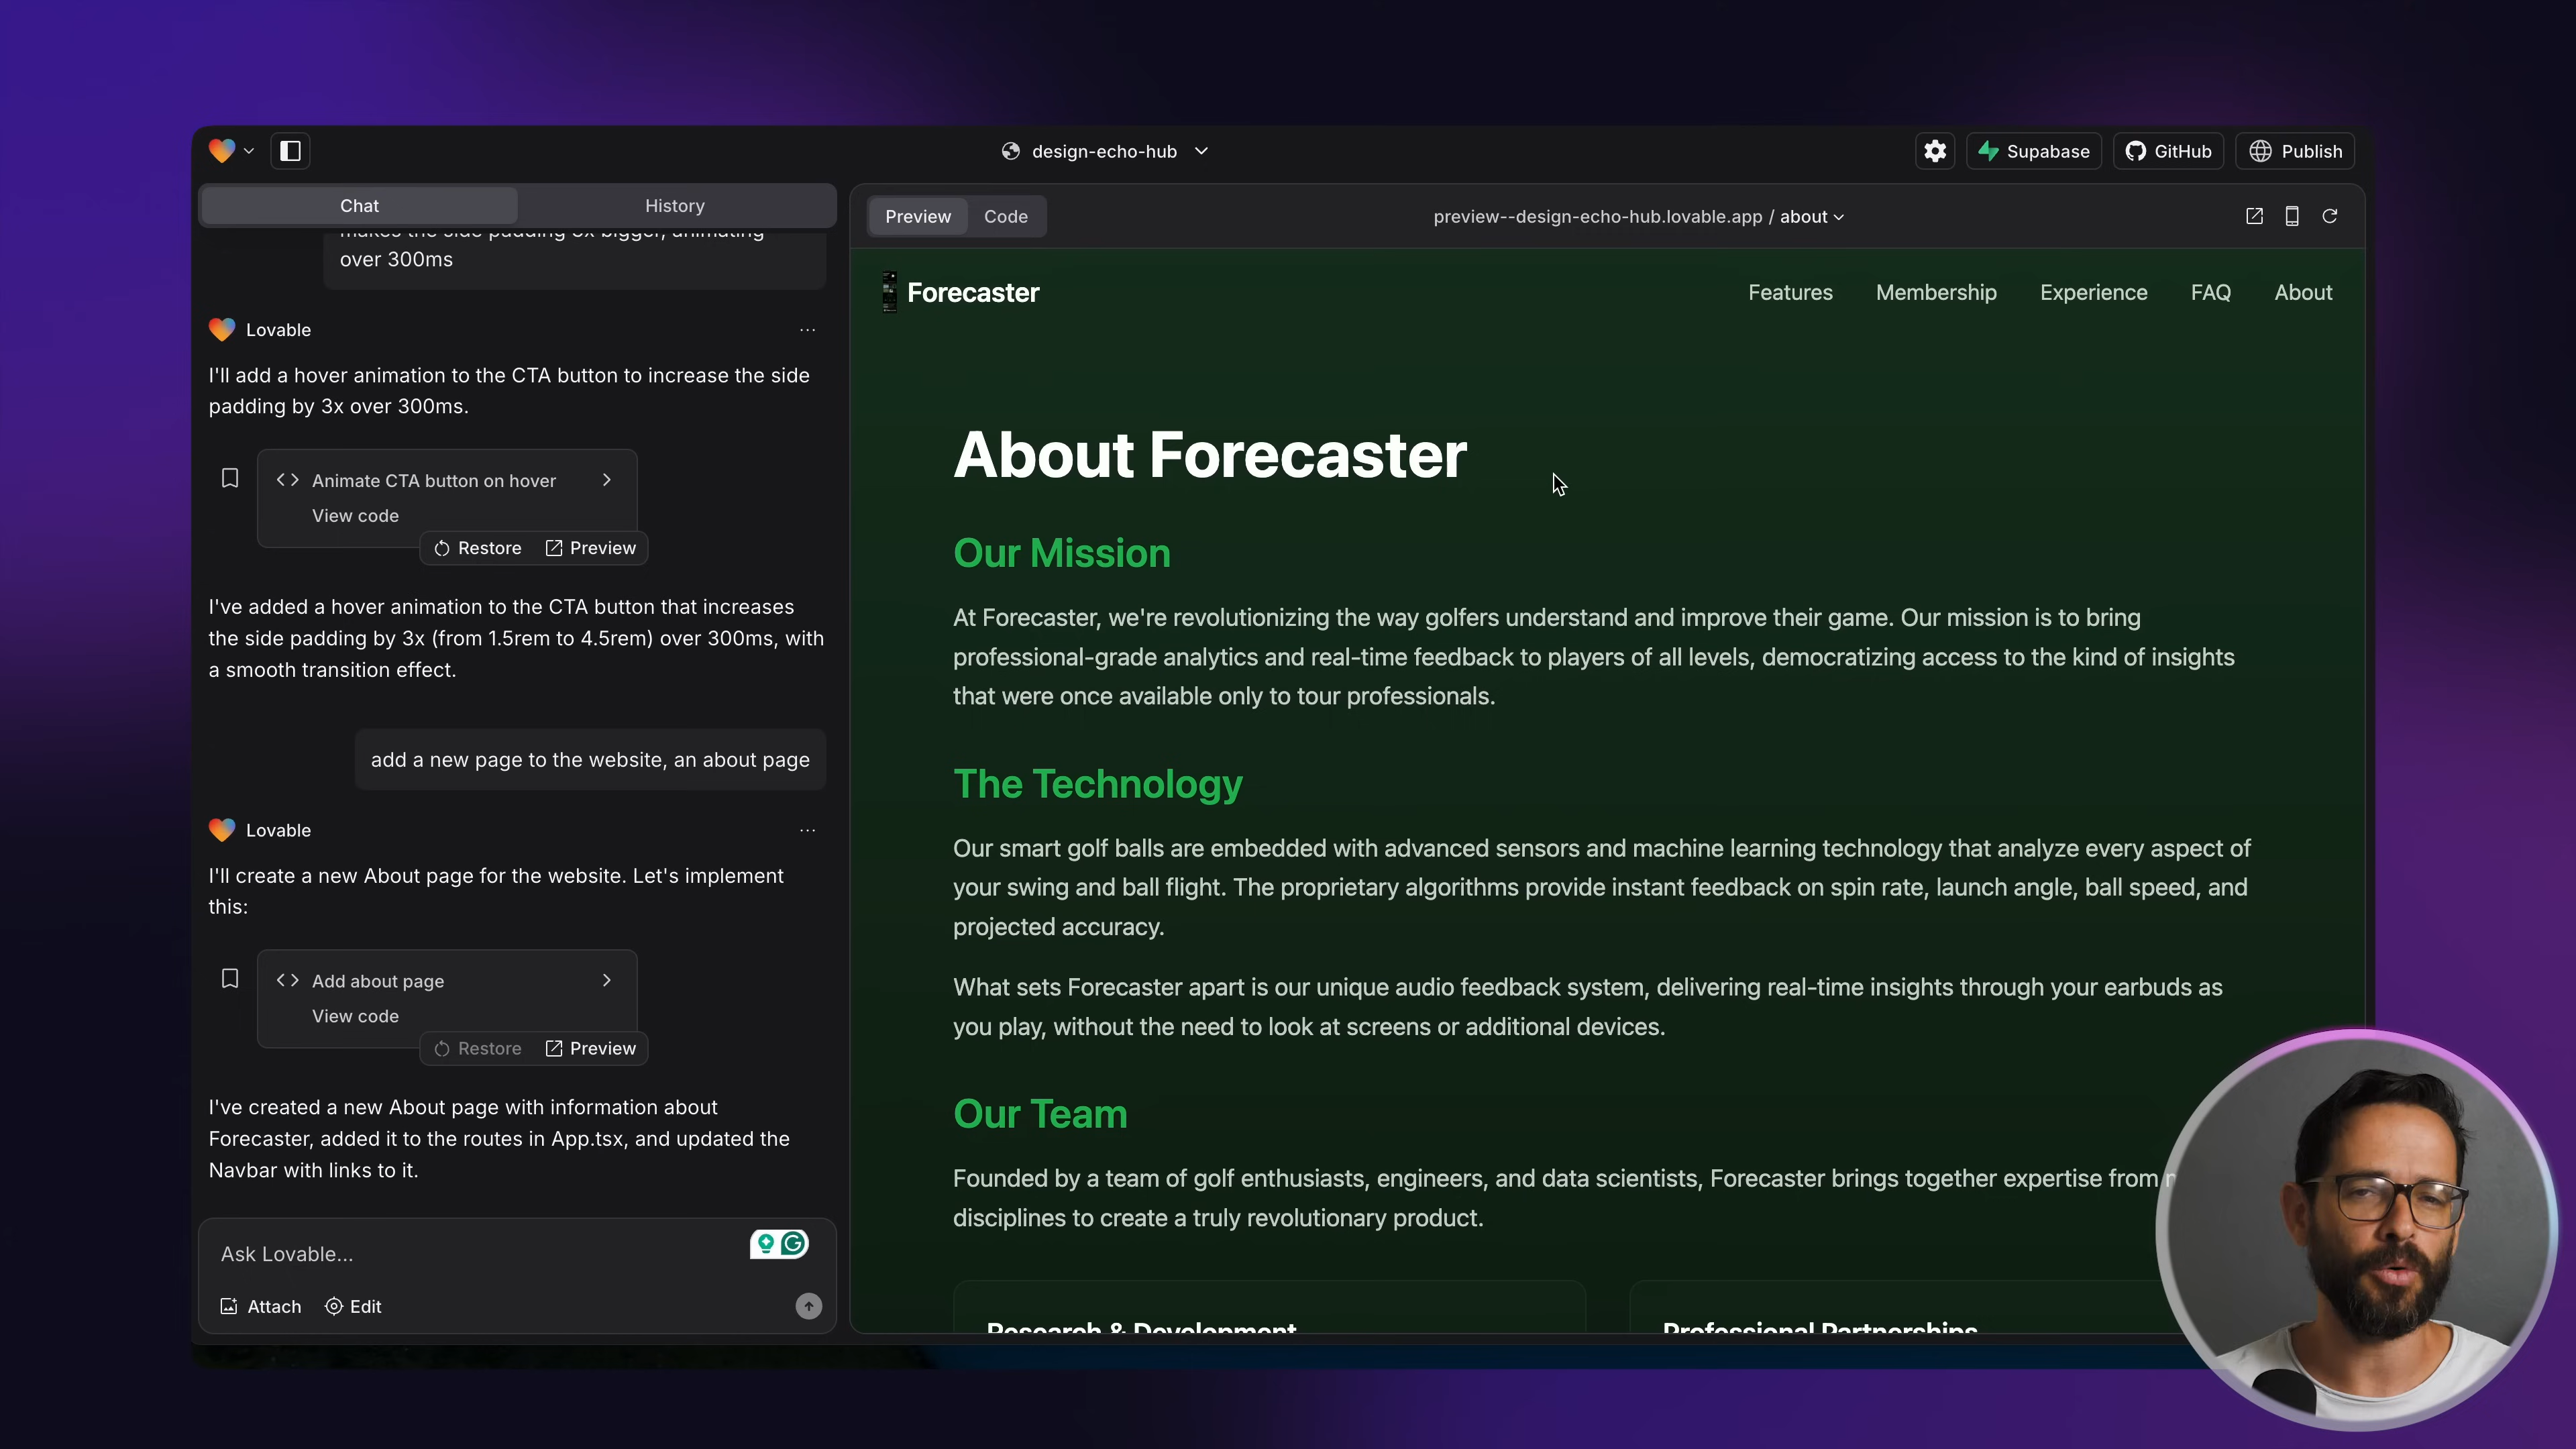 design-echo-hub
Supabase
GitHub
Publish
Chat
History
makes the side padding 3x bigger, animating
over 300ms
Lovable
I'll add a hover animation to the CTA button to increase the side
padding by 3x over 300ms.
Animate CTA button on hover
View code
Restore
Preview
I've added a hover animation to the CTA button that increases
the side padding by 3x (from 1.5rem to 4.5rem) over 300ms, with
a smooth transition effect.
add a new page to the website, an about page
Lovable
I'll create a new About page for the website. Let's implement
this:
Add about page
View code
Restore
Preview
I've created a new About page with information about
Forecaster, added it to the routes in App.tsx, and updated the
Navbar with links to it.
Ask Lovable...
Attach
Edit
Preview
Code
preview--design-echo-hub.lovable.app / about
Forecaster
Features
Membership
Experience
FAQ
About
About Forecaster
Our Mission
At Forecaster, we're revolutionizing the way golfers understand and improve their game. Our mission is to bring
professional-grade analytics and real-time feedback to players of all levels, democratizing access to the kind of insights
that were once available only to tour professionals.
The Technology
Our smart golf balls are embedded with advanced sensors and machine learning technology that analyze every aspect of
your swing and ball flight. The proprietary algorithms provide instant feedback on spin rate, launch angle, ball speed, and
projected accuracy.
What sets Forecaster apart is our unique audio feedback system, delivering real-time insights through your earbuds as
you play, without the need to look at screens or additional devices.
Our Team
Founded by a team of golf enthusiasts, engineers, and data scientists, Forecaster brings together expertise from
disciplines to create a truly revolutionary product.
Research & Development
Professional Partnerships